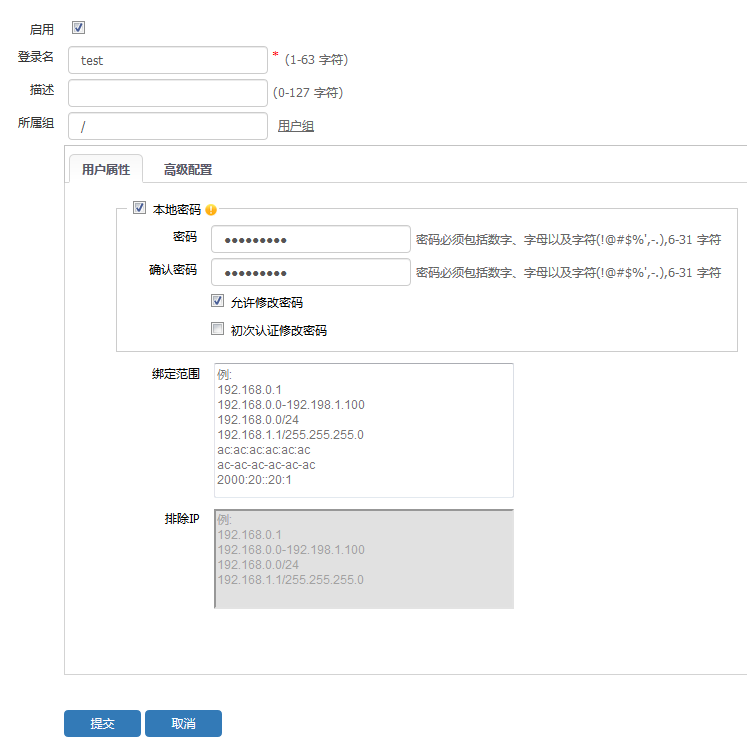 启用
登录名 test * (1-63 字符)
描述 (0-127 字符)
所属组 / 用户组
用户属性 高级配置
本地密码
密码 ●●●●●●●●● 密码必须包括数字、字母以及字符(!@#$%',-.),6-31 字符
确认密码 ●●●●●●●●● 密码必须包括数字、字母以及字符(!@#$%',-.),6-31 字符
允许修改密码
初次认证修改密码
绑定范围 例:
192.168.0.1
192.168.0.0-192.198.1.100
192.168.0.0/24
192.168.1.1/255.255.255.0
ac:ac:ac:ac:ac:ac
ac-ac-ac-ac-ac-ac
2000:20::20:1
排除IP 例:
192.168.0.1
192.168.0.0-192.198.1.100
192.168.0.0/24
192.168.1.1/255.255.255.0
提交 取消